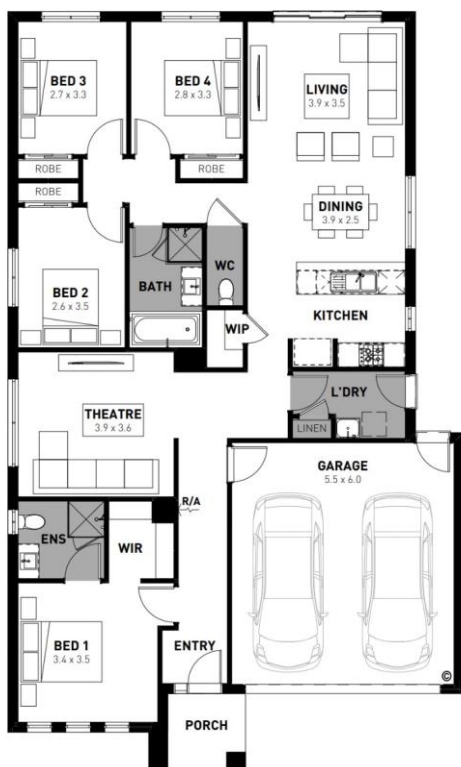 BED 3
2.7 x 3.3
BED 4
2.8 x 3.3
LIVING
3.9 x 3.5
ROBE
ROBE
ROBE
DINING
3.9 x 2.5
BED 2
2.6 x 3.5
BATH
WC
KITCHEN
WIP
THEATRE
3.9 x 3.6
L'DRY
LINEN
GARAGE
5.5 x 6.0
R/A
ENS
WIR
BED 1
3.4 x 3.5
ENTRY
PORCH
©